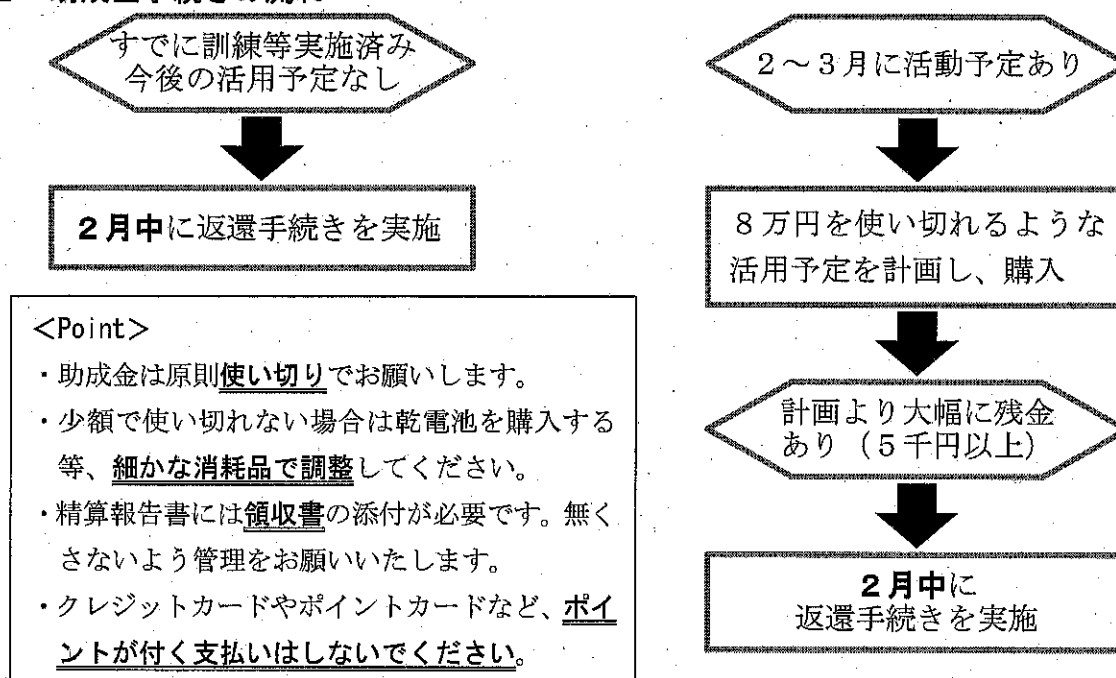 すでに訓練等実施済み
今後の活用予定なし
２月中に返還手続きを実施
＜Point＞
・助成金は原則使い切りでお願いします。
・少額で使い切れない場合は乾電池を購入する
等、細かな消耗品で調整してください。
・精算報告書には領収書の添付が必要です。無く
さないよう管理をお願いいたします。
・クレジットカードやポイントカードなど、ポイ
ントが付く支払いはしないでください。
２～３月に活動予定あり
８万円を使い切れるような
活用予定を計画し、購入
計画より大幅に残金
あり（５千円以上）
２月中に
返還手続きを実施